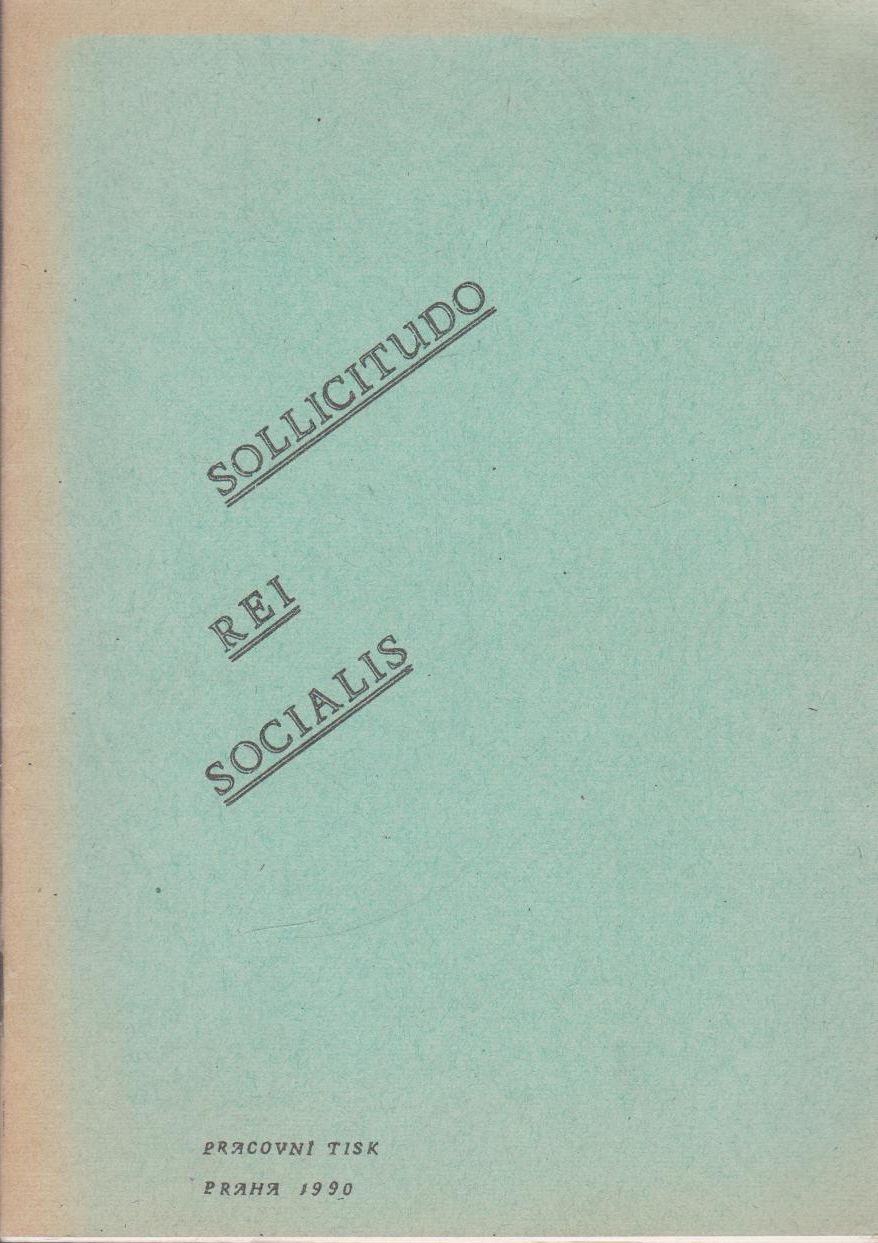 SOLLICITUDO
REI
SOCIALIS
PRACOVNÍ TISK
PRAHA 1990